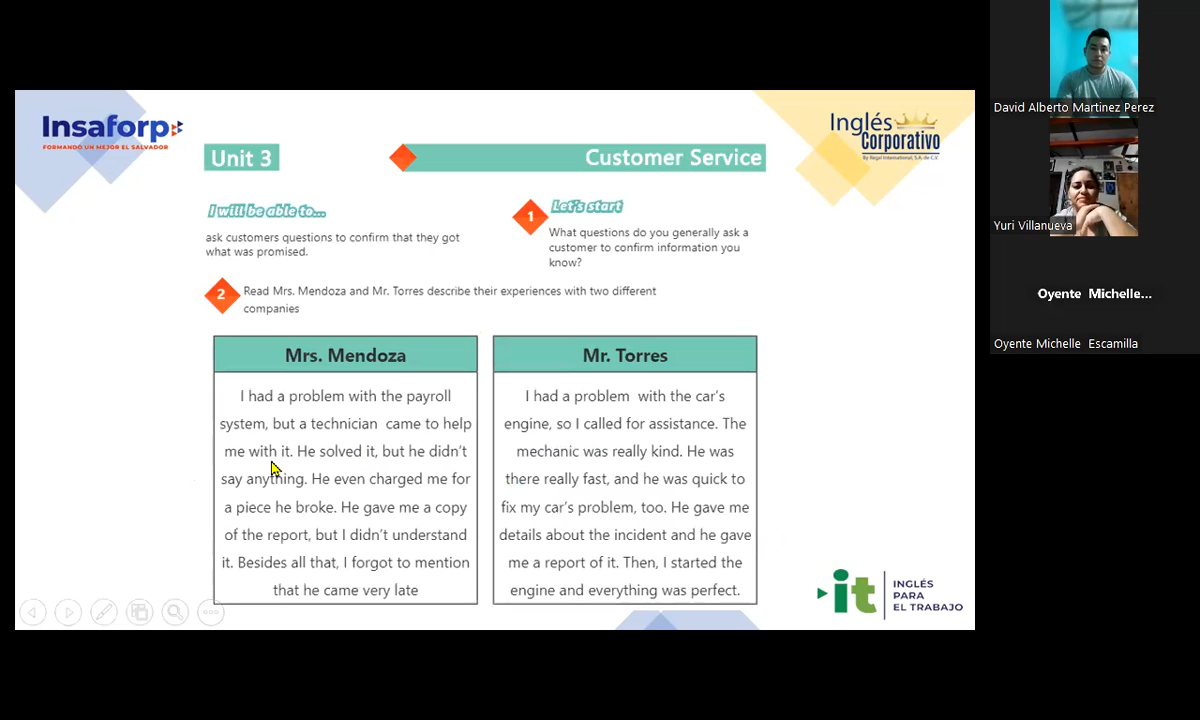 Insaforp
FORMANDO UN MEJOR EL SALVADOR
Inglés
Corporativo
By Regal International, S.A. de C.V.
Unit 3
Customer Service
I will be able to...
ask customers questions to confirm that they got
what was promised.
1
Let's start
What questions do you generally ask a
customer to confirm information you
know?
2
Read Mrs. Mendoza and Mr. Torres describe their experiences with two different
companies
Mrs. Mendoza
I had a problem with the payroll
system, but a technician came to help
me with it. He solved it, but he didn't
say anything. He even charged me for
a piece he broke. He gave me a copy
of the report, but I didn't understand
it. Besides all that, I forgot to mention
that he came very late
Mr. Torres
I had a problem with the car's
engine, so I called for assistance. The
mechanic was really kind. He was
there really fast, and he was quick to
fix my car's problem, too. He gave me
details about the incident and he gave
me a report of it. Then, I started the
engine and everything was perfect.
it
INGLÉS
PARA
EL TRABAJO
David Alberto Martinez Perez
Yuri Villanueva
Oyente Michelle...
Oyente Michelle Escamilla